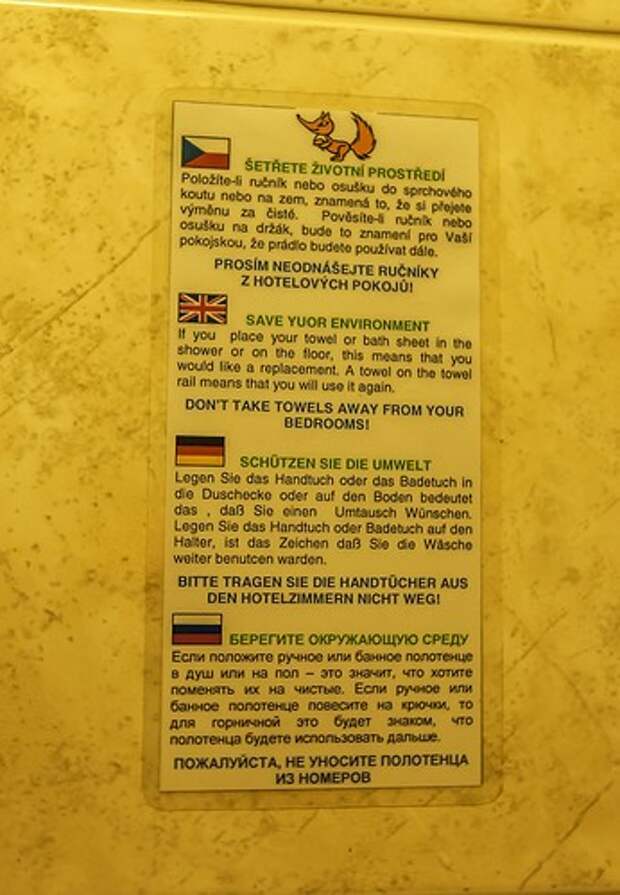 ŠETŘETE ŽIVOTNÍ PROSTŘEDÍ
Položíte-li ručník nebo osušku do sprchového
koutu nebo na zem, znamená to, že si přejete
výměnu za čisté. Pověsíte-li ručník nebo
osušku na držák, bude to znamení pro Vaší
pokojskou, že prádlo budete používat dále.
PROSÍM NEODNÁŠEJTE RUČNÍKY
Z HOTELOVÝCH POKOJŮ!
SAVE YUOR ENVIRONMENT
If you place your towel or bath sheet in the
shower or on the floor, this means that you
would like a replacement. A towel on the towel
rail means that you will use it again.
DON'T TAKE TOWELS AWAY FROM YOUR
BEDROOMS!
SCHÜTZEN SIE DIE UMWELT
Legen Sie das Handtuch oder das Badetuch in
die Duschecke oder auf den Boden bedeutet
das , daß Sie einen Umtausch Wünschen.
Legen Sie das Handtuch oder Badetuch auf den
Halter, ist das Zeichen daß Sie die Wäsche
weiter benutcen warden.
BITTE TRAGEN SIE DIE HANDTÜCHER AUS
DEN HOTELZIMMERN NICHT WEG!
БЕРЕГИТЕ ОКРУЖАЮЩУЮ СРЕДУ
Если положите ручное или банное полотенце
в душ или на пол – это значит, что хотите
поменять их на чистые. Если ручное или
банное полотенце повесите на крючки, то
для горничной это будет знаком, что
полотенца будете использовать дальше.
ПОЖАЛУЙСТА, НЕ УНОСИТЕ ПОЛОТЕНЦА
ИЗ НОМЕРОВ